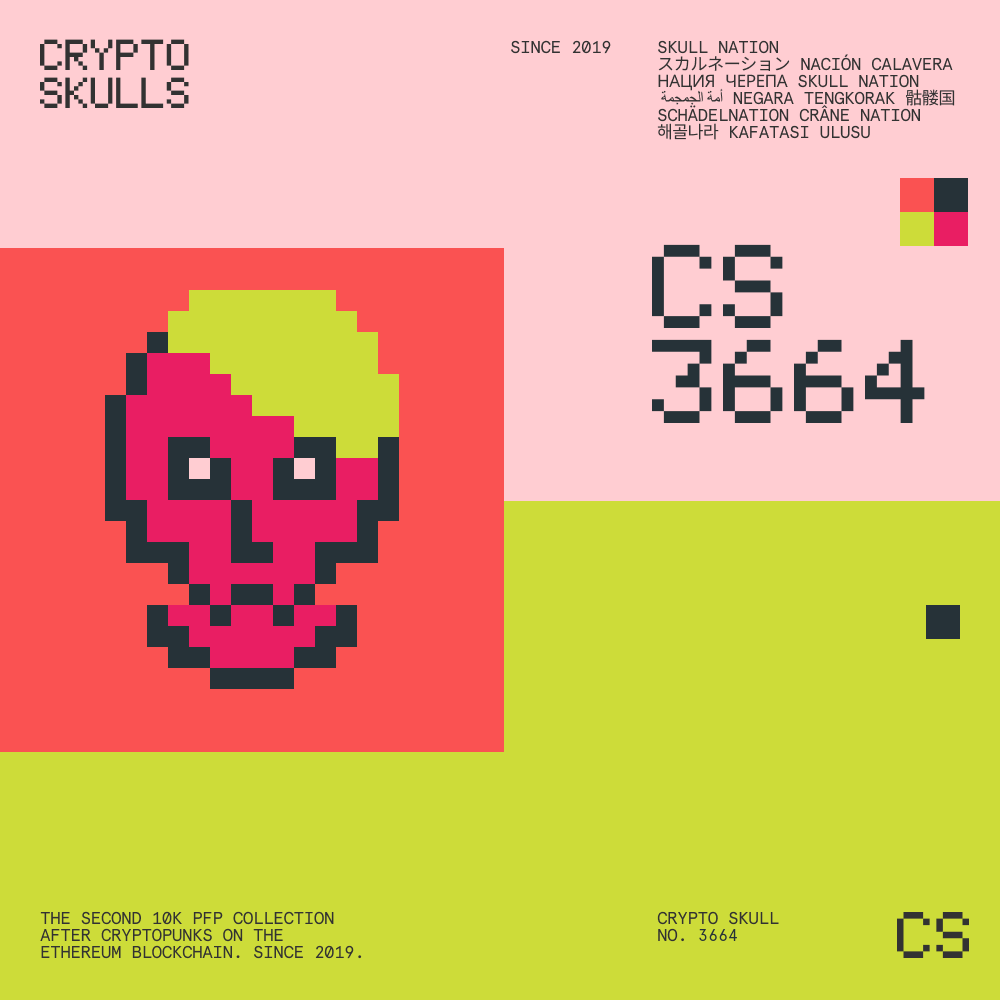 CRYPTO
SKULLS
SINCE 2019
SKULL NATION
スカルネーション NACIÓN CALAVERA
НАЦИЯ ЧЕРЕПА SKULL NATION
أمة الجمجمة NEGARA TENGKORAK 骷髅国
SCHÄDELNATION CRÂNE NATION
해골나라 KAFATASI ULUSU
CS
3664
THE SECOND 10K PFP COLLECTION
AFTER CRYPTOPUNKS ON THE
ETHEREUM BLOCKCHAIN. SINCE 2019.
CRYPTO SKULL
NO. 3664
CS